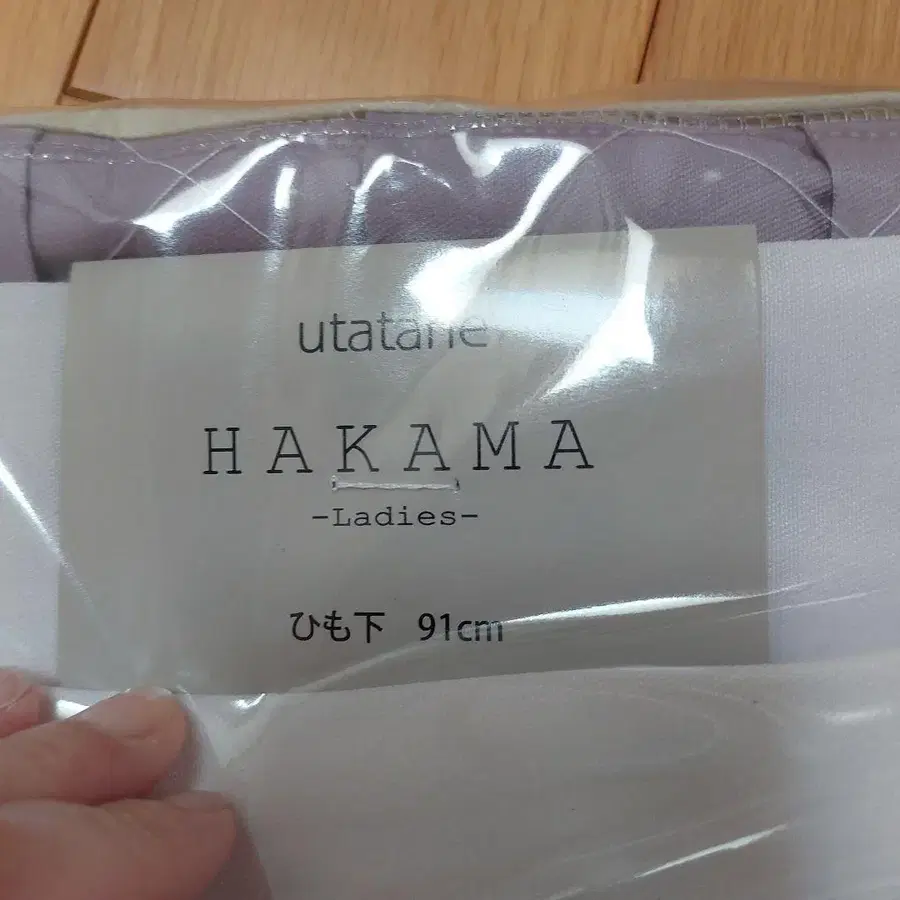 utatane
HAKAMA
-Ladies-
ひも下 91cm